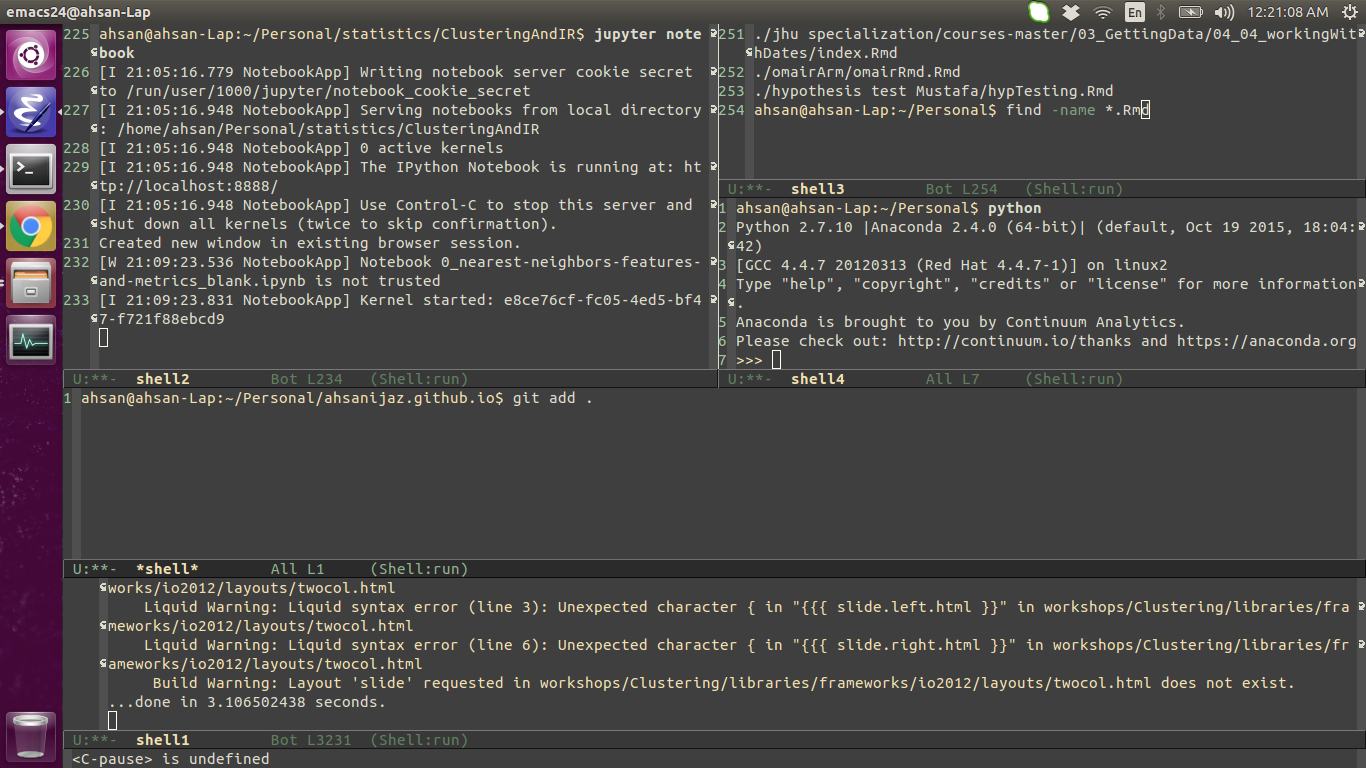 emacs24@ahsan-Lap
En
12:21:08 AM
225 ahsan@ahsan-Lap:~/Personal/statistics/ClusteringAndIR$ jupyter note
book
226 [I 21:05:16.779 NotebookApp] Writing notebook server cookie secret
to /run/user/1000/jupyter/notebook_cookie_secret
227 [I 21:05:16.948 NotebookApp] Serving notebooks from local directory
: /home/ahsan/Personal/statistics/ClusteringAndIR
228 [I 21:05:16.948 NotebookApp] 0 active kernels
229 [I 21:05:16.948 NotebookApp] The IPython Notebook is running at: ht
tp://localhost:8888/
230 [I 21:05:16.948 NotebookApp] Use Control-C to stop this server and
shut down all kernels (twice to skip confirmation).
231 Created new window in existing browser session.
232 [W 21:09:23.536 NotebookApp] Notebook 0_nearest-neighbors-features-
and-metrics_blank.ipynb is not trusted
233 [I 21:09:23.831 NotebookApp] Kernel started: e8ce76cf-fc05-4ed5-bf4
7-f721f88ebcd9
U:**-  shell2         Bot L234   (Shell:run)
251 ./jhu specialization/courses-master/03_GettingData/04_04_workingWit
hDates/index.Rmd
252 ./omairArm/omairRmd.Rmd
253 ./hypothesis test Mustafa/hypTesting.Rmd
254 ahsan@ahsan-Lap:~/Personal$ find -name *.Rmd
U:**-  shell3         Bot L254   (Shell:run)
1 ahsan@ahsan-Lap:~/Personal$ python
2 Python 2.7.10 |Anaconda 2.4.0 (64-bit)| (default, Oct 19 2015, 18:04:
42)
3 [GCC 4.4.7 20120313 (Red Hat 4.4.7-1)] on linux2
4 Type "help", "copyright", "credits" or "license" for more information
.
5 Anaconda is brought to you by Continuum Analytics.
6 Please check out: http://continuum.io/thanks and https://anaconda.org
7 >>>
U:**-  shell4         All L7     (Shell:run)
1 ahsan@ahsan-Lap:~/Personal/ahsanijaz.github.io$ git add .
U:**-  *shell*        All L1     (Shell:run)
works/io2012/layouts/twocol.html
Liquid Warning: Liquid syntax error (line 3): Unexpected character { in "{{{ slide.left.html }}" in workshops/Clustering/libraries/fra
meworks/io2012/layouts/twocol.html
Liquid Warning: Liquid syntax error (line 6): Unexpected character { in "{{{ slide.right.html }}" in workshops/Clustering/libraries/fr
ameworks/io2012/layouts/twocol.html
Build Warning: Layout 'slide' requested in workshops/Clustering/libraries/frameworks/io2012/layouts/twocol.html does not exist.
...done in 3.106502438 seconds.
U:**-  shell1         Bot L3231  (Shell:run)
<C-pause> is undefined